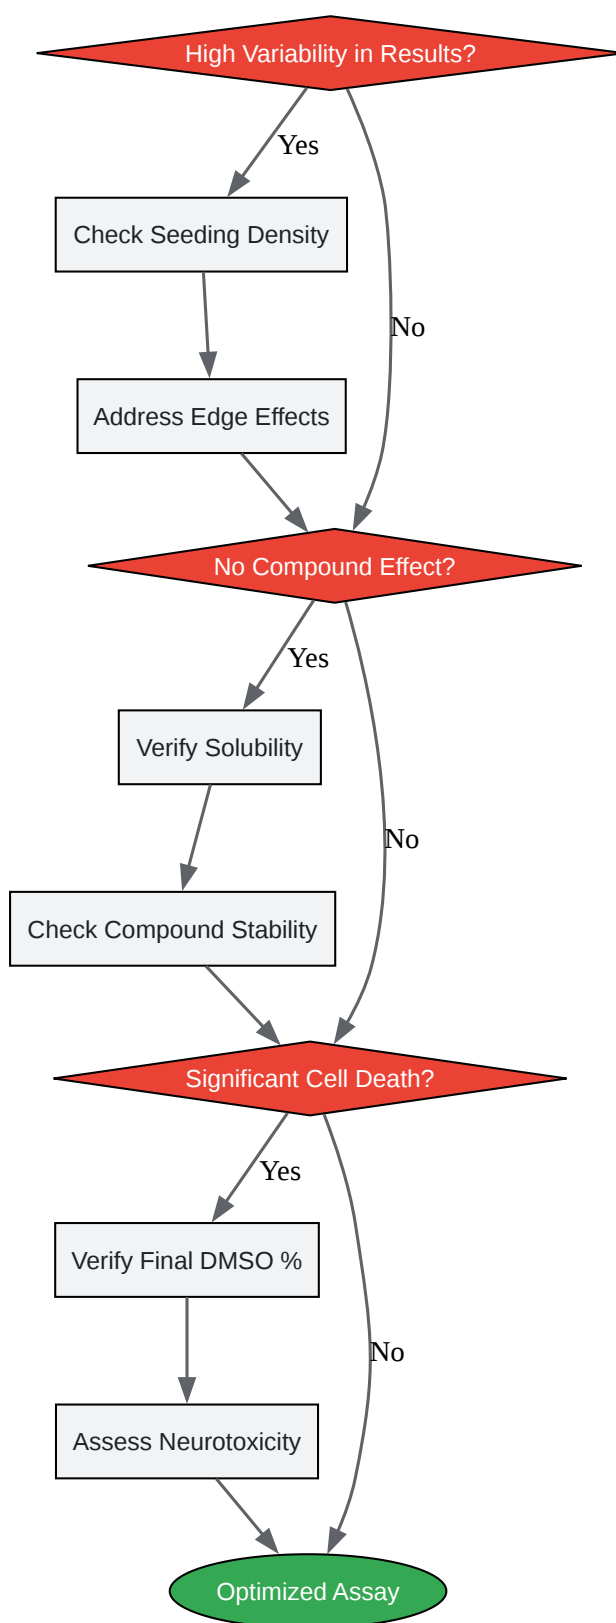 High Variability in Results?
Yes
Check Seeding Density
No
Address Edge Effects
No Compound Effect?
Yes
Verify Solubility
No
Check Compound Stability
Significant Cell Death?
Yes
Verify Final DMSO %
No
Assess Neurotoxicity
Optimized Assay